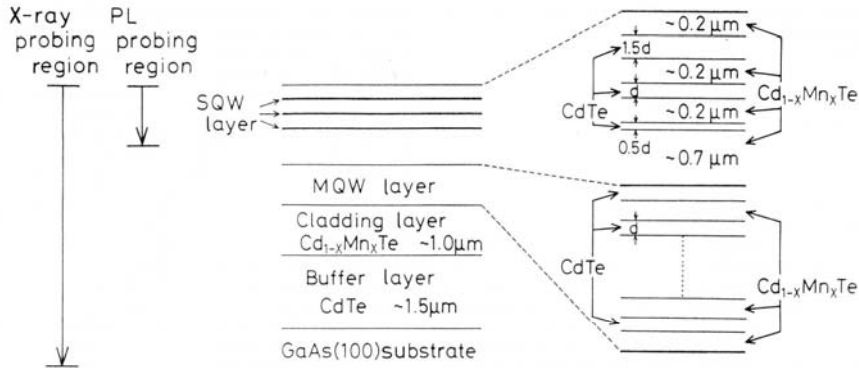 X-ray
probing
region
PL
probing
region
SQW
layer
MQW layer
Cladding layer
Cd₁₋ₓMnₓTe ~1.0μm
Buffer layer
CdTe ~1.5μm
GaAs(100)substrate
~0.2μm
1.5d
~0.2μm
d
CdTe
Cd₁₋ₓMnₓTe
~0.2μm
0.5d
~0.7μm
d
CdTe
Cd₁₋ₓMnₓTe